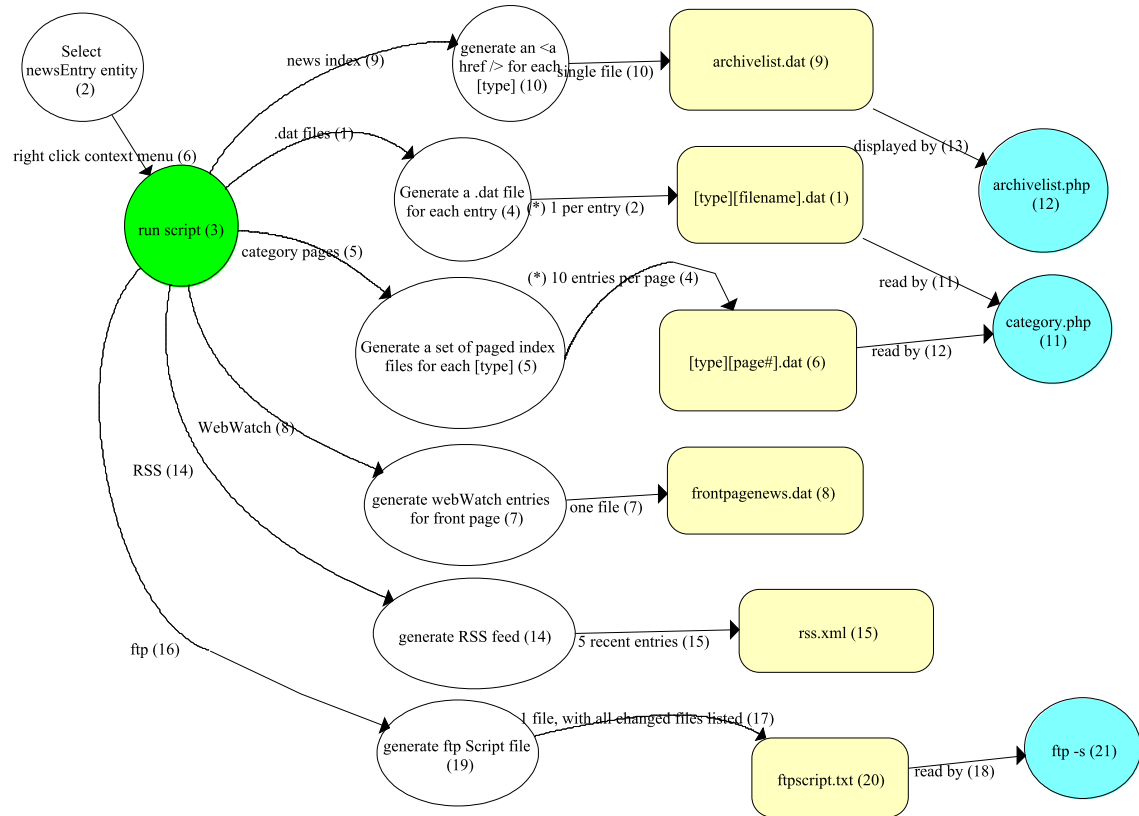 Select
newsEntry entity
(2)
right click context menu (6)
run script (3)
news index (9)
generate an <a
href /> for each
[type] (10)
single file (10)
archivelist.dat (9)
displayed by (13)
archivelist.php
(12)
.dat files (1)
Generate a .dat file
for each entry (4)
(*) 1 per entry (2)
[type][filename].dat (1)
read by (11)
category pages (5)
Generate a set of paged index
files for each [type] (5)
(*) 10 entries per page (4)
[type][page#].dat (6)
read by (12)
category.php
(11)
WebWatch (8)
generate webWatch entries
for front page (7)
one file (7)
frontpagenews.dat (8)
RSS (14)
generate RSS feed (14)
5 recent entries (15)
rss.xml (15)
ftp (16)
generate ftp Script file
(19)
1 file, with all changed files listed (17)
ftpscript.txt (20)
read by (18)
ftp -s (21)